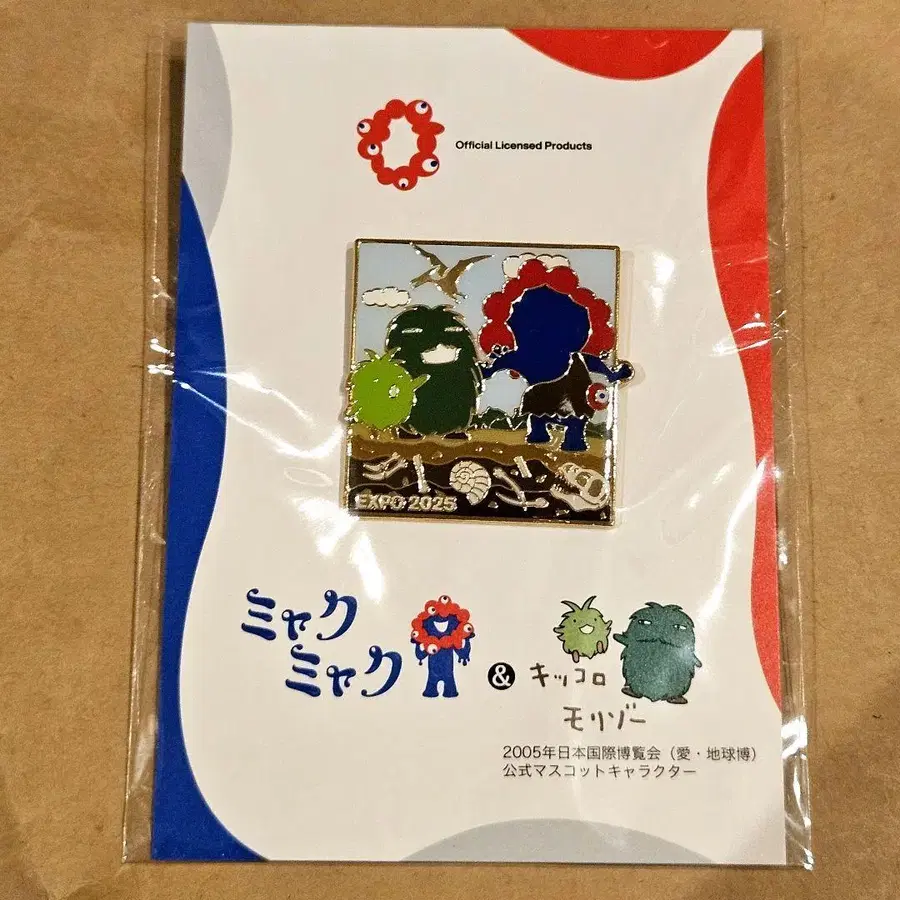 Official Licensed Products
EXPO 2025
ミャク
ミャク
&
キッコロ
モリゾー
2005年日本国際博覧会（愛・地球博）
公式マスコットキャラクター